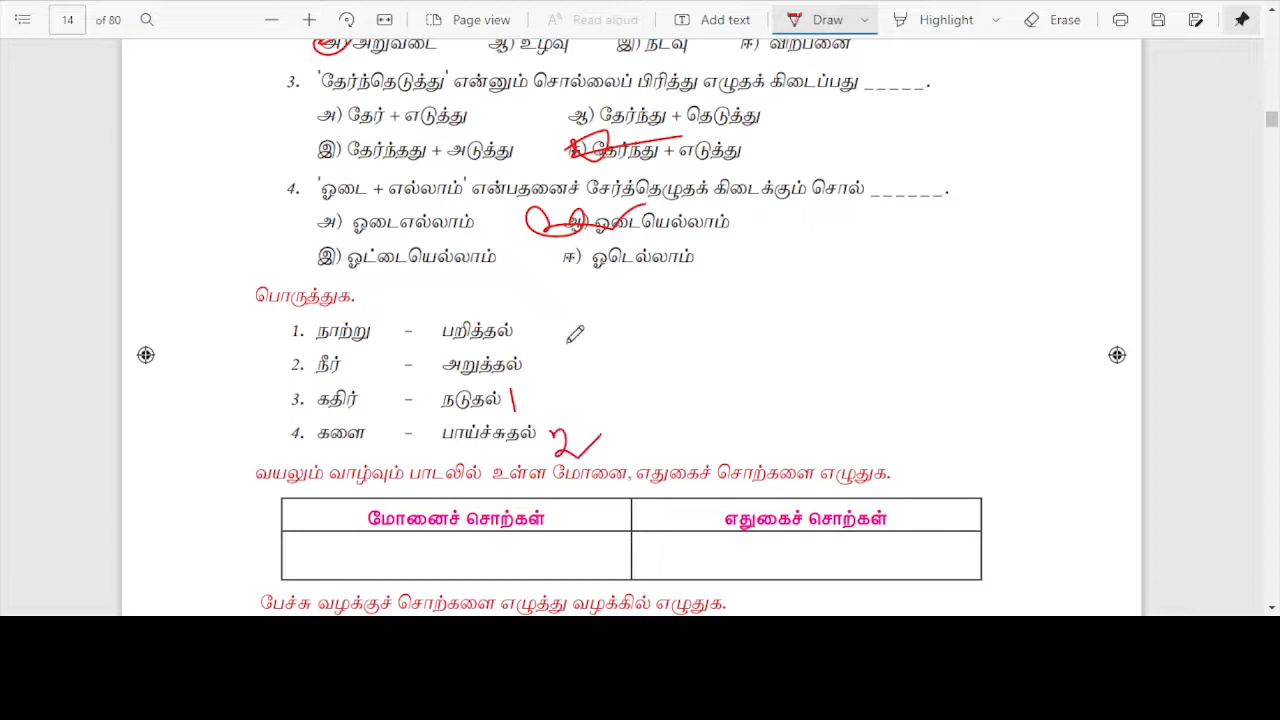 14 of 80 Page view Read aloud Add text Draw Highlight Erase
அ) அறுவடை ஆ) உழவு இ) நடவு ஈ) விற்பனை
3. 'தேர்ந்தெடுத்து' என்னும் சொல்லைப் பிரித்து எழுதக் கிடைப்பது _____.
அ) தேர் + எடுத்து ஆ) தேர்ந்து + தெடுத்து
இ) தேர்ந்தது + அடுத்து ஈ) தேர்ந்து + எடுத்து
4. 'ஓடை + எல்லாம்' என்பதனைச் சேர்த்தெழுதக் கிடைக்கும் சொல் ______.
அ) ஓடைஎல்லாம் ஆ) ஓடையெல்லாம்
இ) ஓட்டையெல்லாம் ஈ) ஓடெல்லாம்
பொருத்துக.
1. நாற்று – பறித்தல்
2. நீர் – அறுத்தல்
3. கதிர் – நடுதல் 1
4. களை – பாய்ச்சுதல் 2
வயலும் வாழ்வும் பாடலில் உள்ள மோனை, எதுகைச் சொற்களை எழுதுக.
மோனைச் சொற்கள் எதுகைச் சொற்கள்
பேச்சு வழக்குச் சொற்களை எழுத்து வழக்கில் எழுதுக.